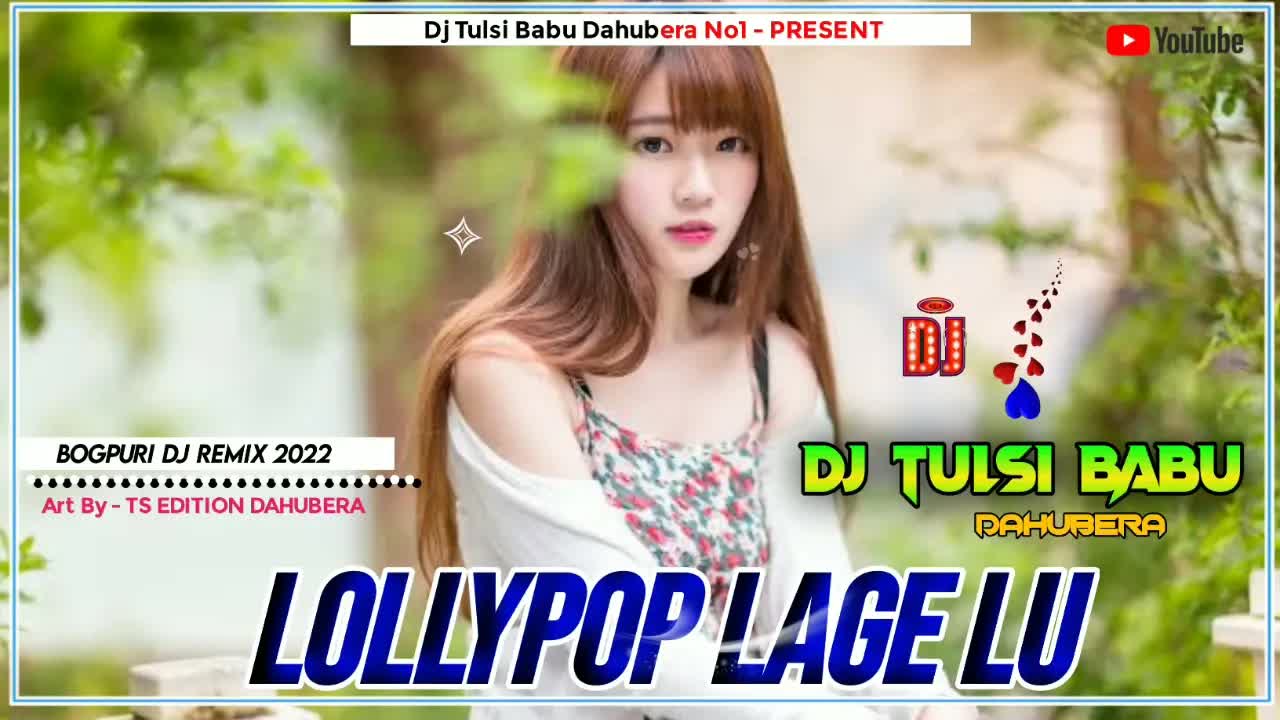 Dj Tulsi Babu Dahubera No1 - PRESENT
YouTube
DJ
BOGPURI DJ REMIX 2022
Art By - TS EDITION DAHUBERA
DJ TULSI BABU
DAHUBERA
LOLLYPOP LAGE LU